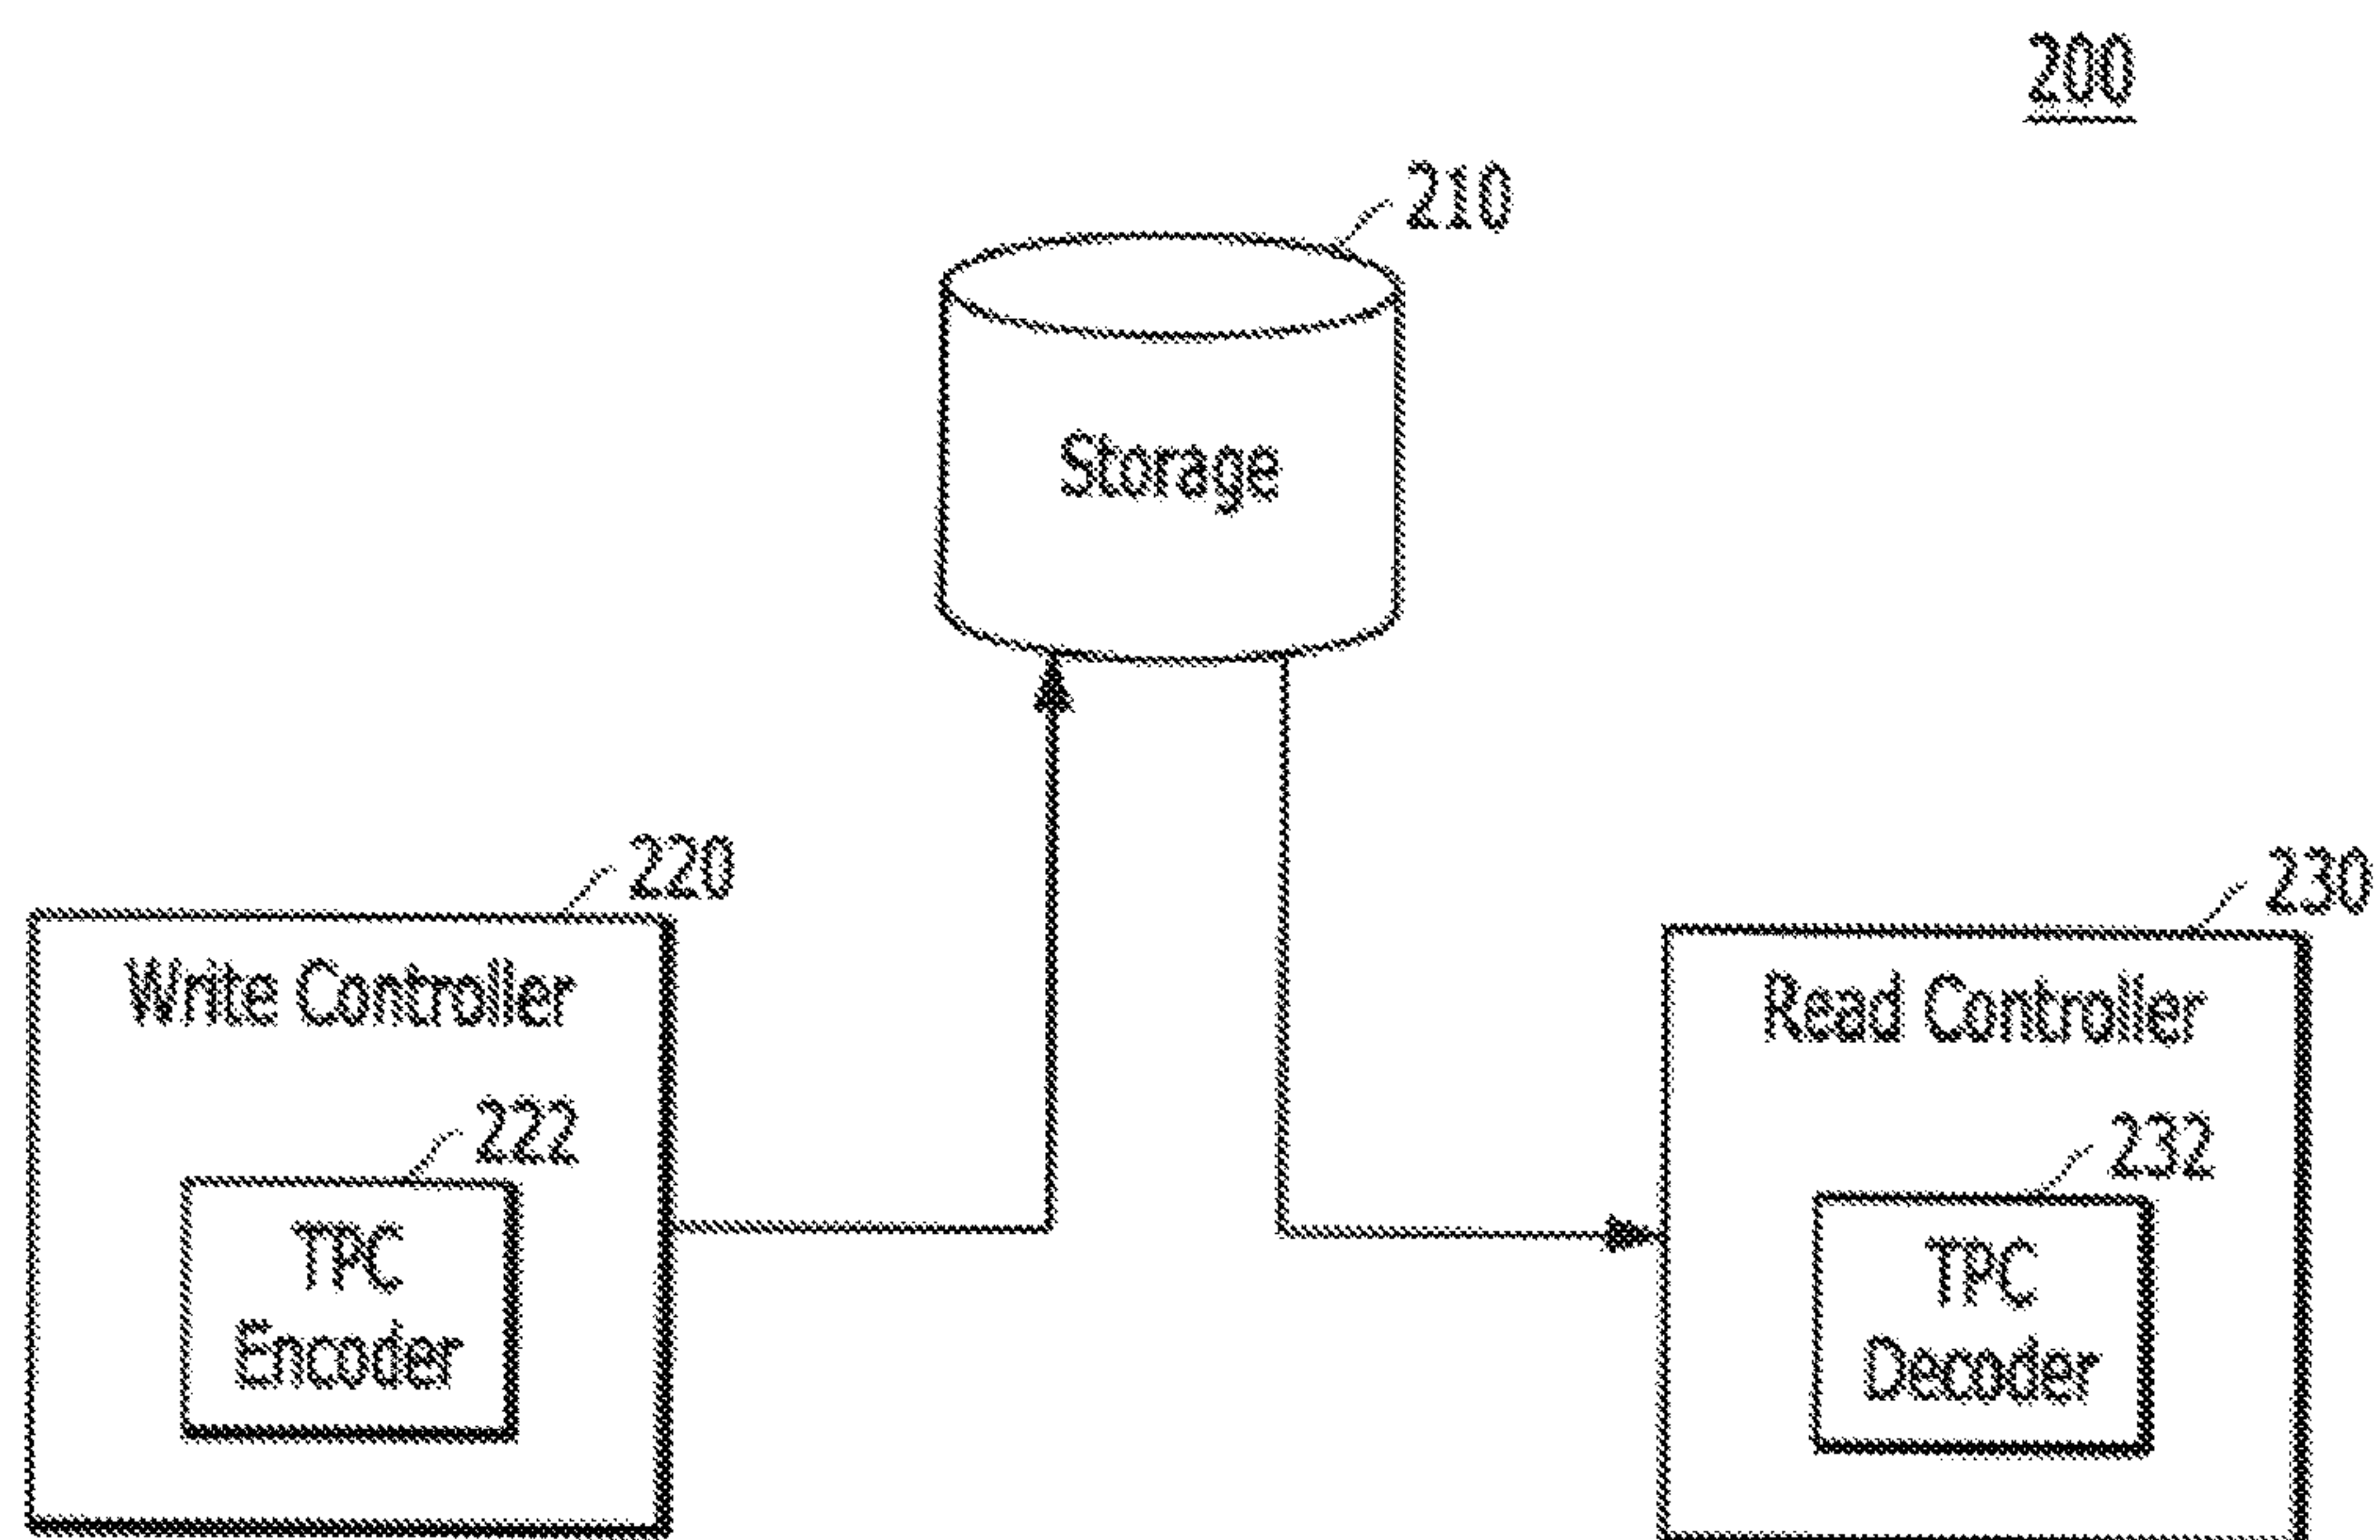 200
210
Storage
220
230
Write Controller
Read Controller
222
232
TPC
Encoder
TPC
Decoder